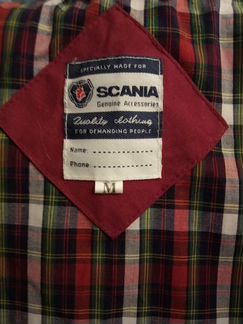 SPECIALLY MADE FOR
SCANIA
Genuine Accessories
Quality clothing
FOR DEMANDING PEOPLE
Name:
Phone
M